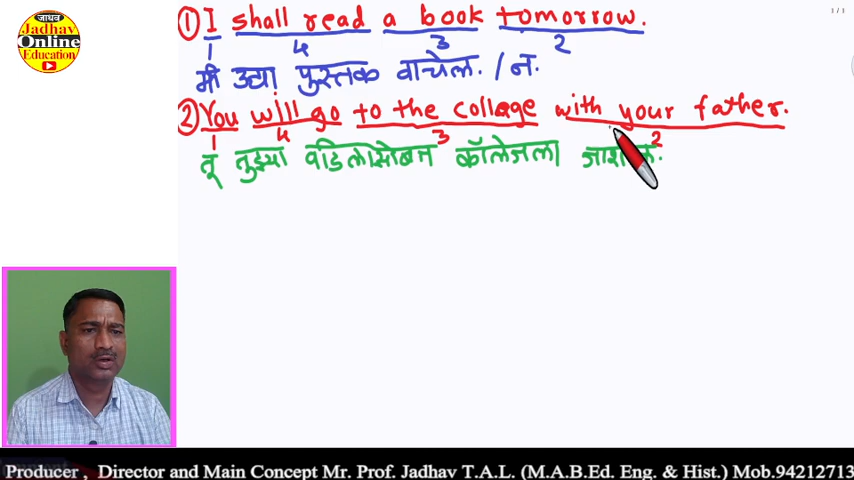 जाधव
Jadhav
Online
Education
1/1
① I shall read a book tomorrow.
1 4 3 2
मी उद्या पुस्तक वाचेल. / न.
② You will go to the collage with your father.
1 4 3 2
तू तुझ्या वडिलासोबत कॉलेजला जाशील.
Producer , Director and Main Concept Mr. Prof. Jadhav T.A.L. (M.A.B.Ed. Eng. & Hist.) Mob.94212713